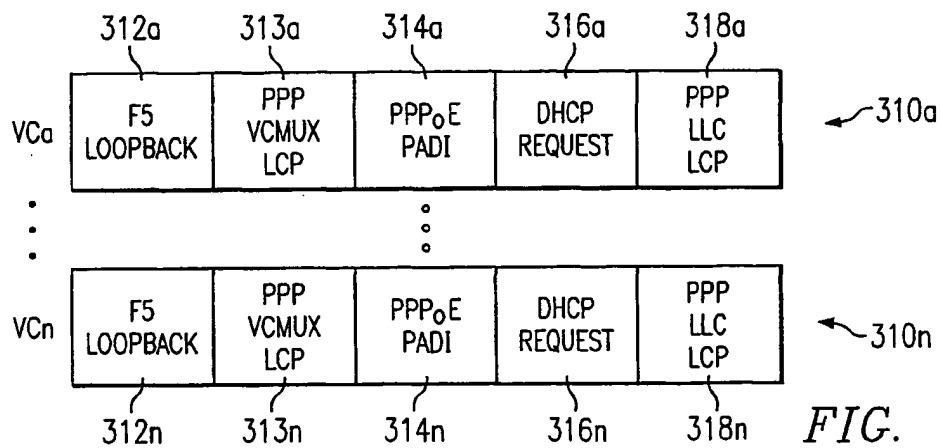 312a 313a 314a 316a 318a
VCa
F5
LOOPBACK
PPP
VCMUX
LCP
PPPoE
PADI
DHCP
REQUEST
PPP
LLC
LCP
310a
VCn
F5
LOOPBACK
PPP
VCMUX
LCP
PPPoE
PADI
DHCP
REQUEST
PPP
LLC
LCP
310n
312n 313n 314n 316n 318n
FIG.